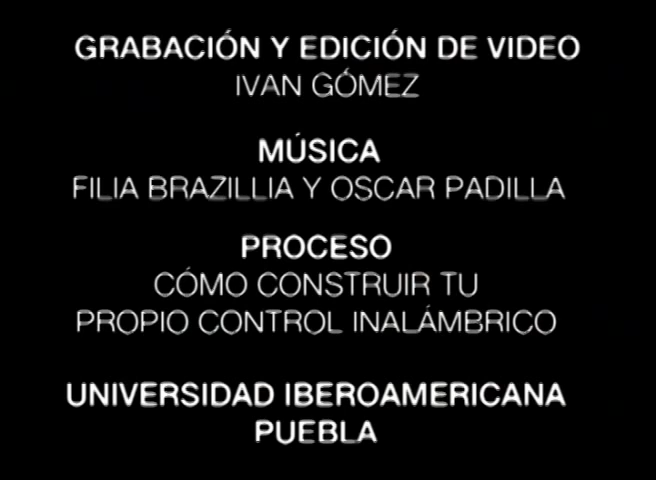 GRABACIÓN Y EDICIÓN DE VIDEO
IVAN GÓMEZ
MÚSICA
FILIA BRAZILLIA Y OSCAR PADILLA
PROCESO
CÓMO CONSTRUIR TU
PROPIO CONTROL INALÁMBRICO
UNIVERSIDAD IBEROAMERICANA
PUEBLA